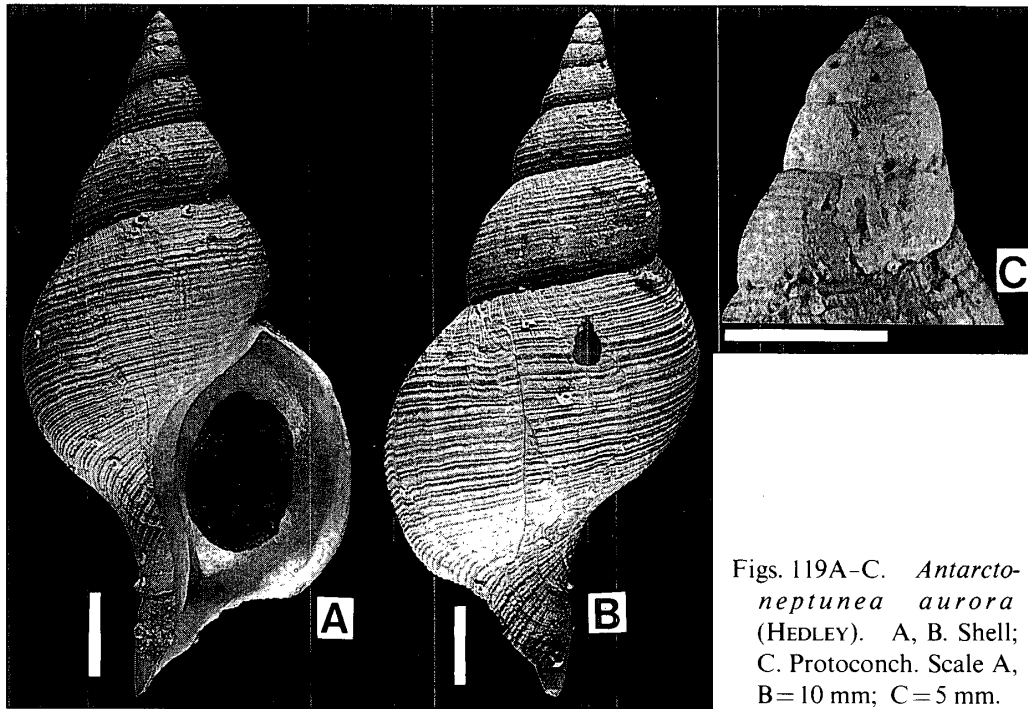 A
B
C
Figs. 119A-C. Antarcto-
neptunea aurora
(HEDLEY). A, B. Shell;
C. Protoconch. Scale A,
B=10 mm; C=5 mm.